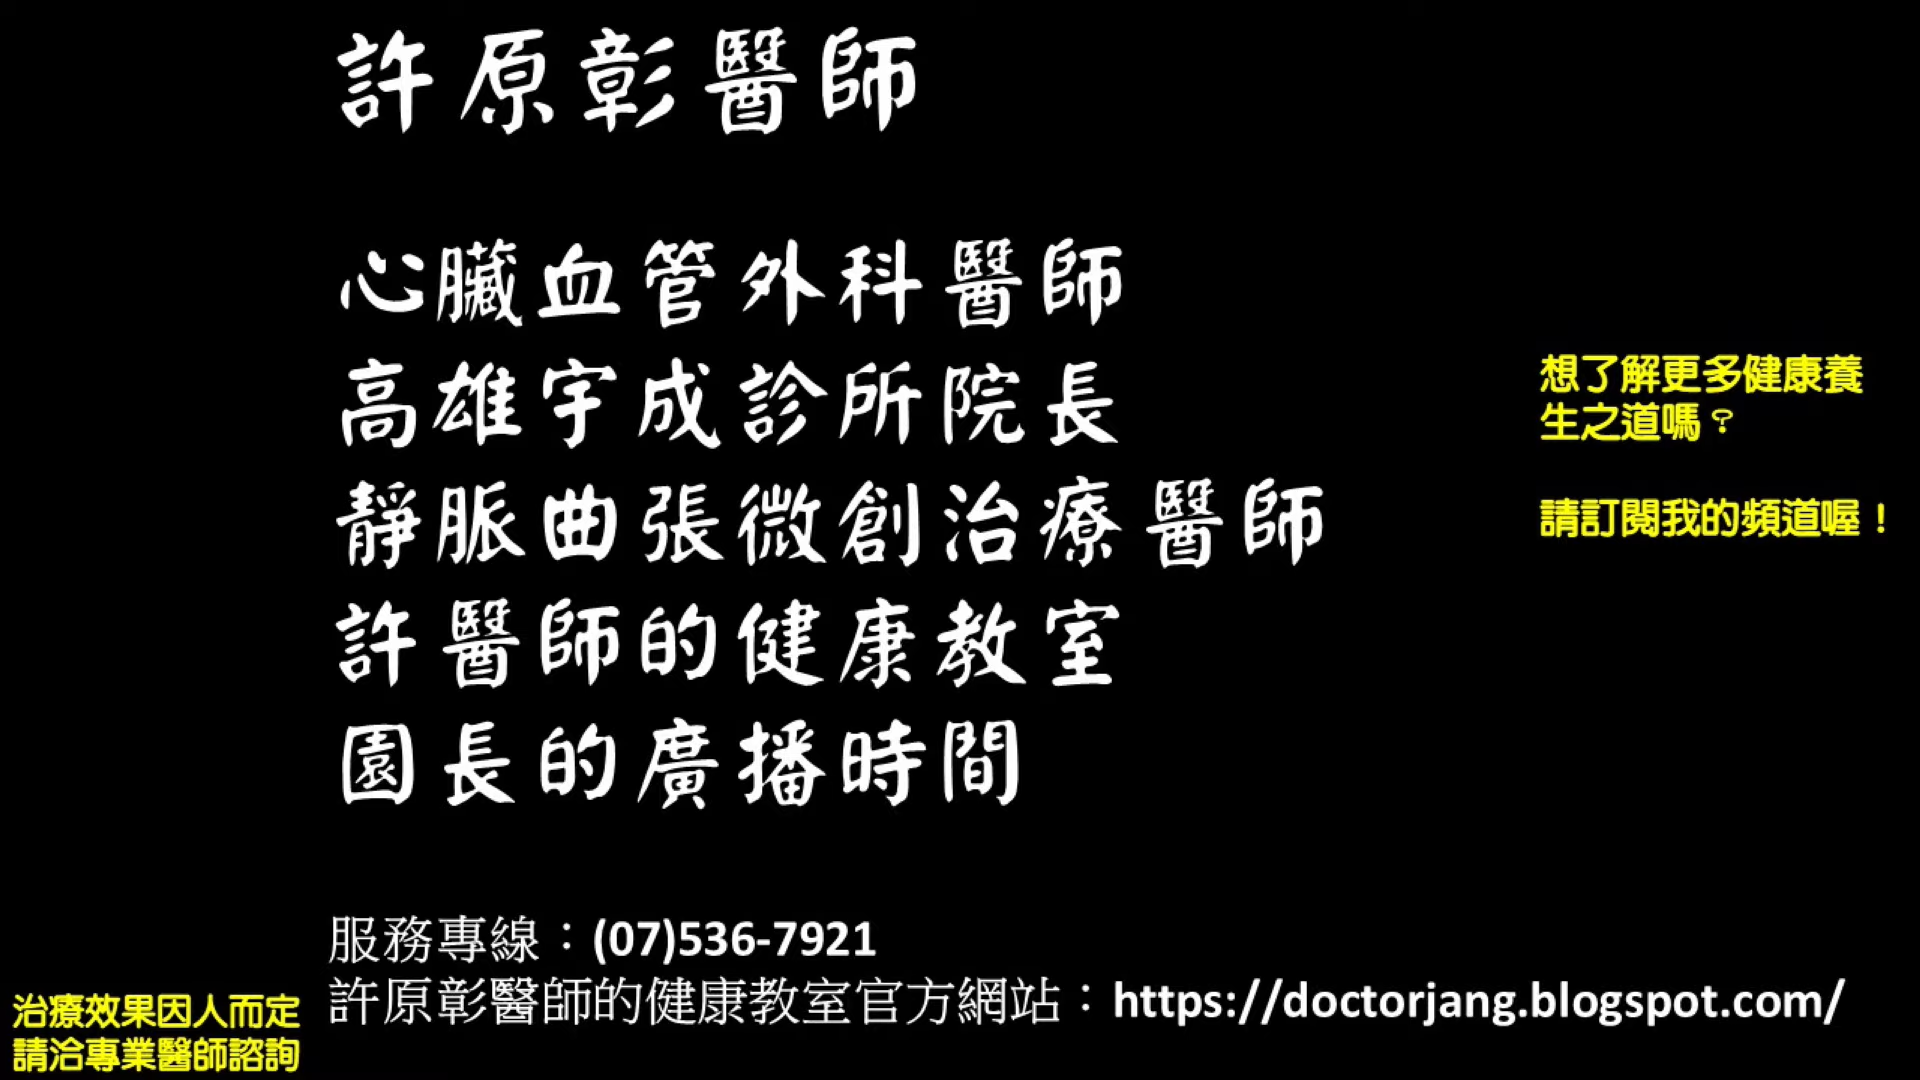 許原彰醫師
心臟血管外科醫師
高雄宇成診所院長
靜脈曲張微創治療醫師
許醫師的健康教室
園長的廣播時間
想了解更多健康養
生之道嗎？
請訂閱我的頻道喔！
服務專線：(07)536-7921
許原彰醫師的健康教室官方網站：https://doctorjang.blogspot.com/
治療效果因人而定
請洽專業醫師諮詢